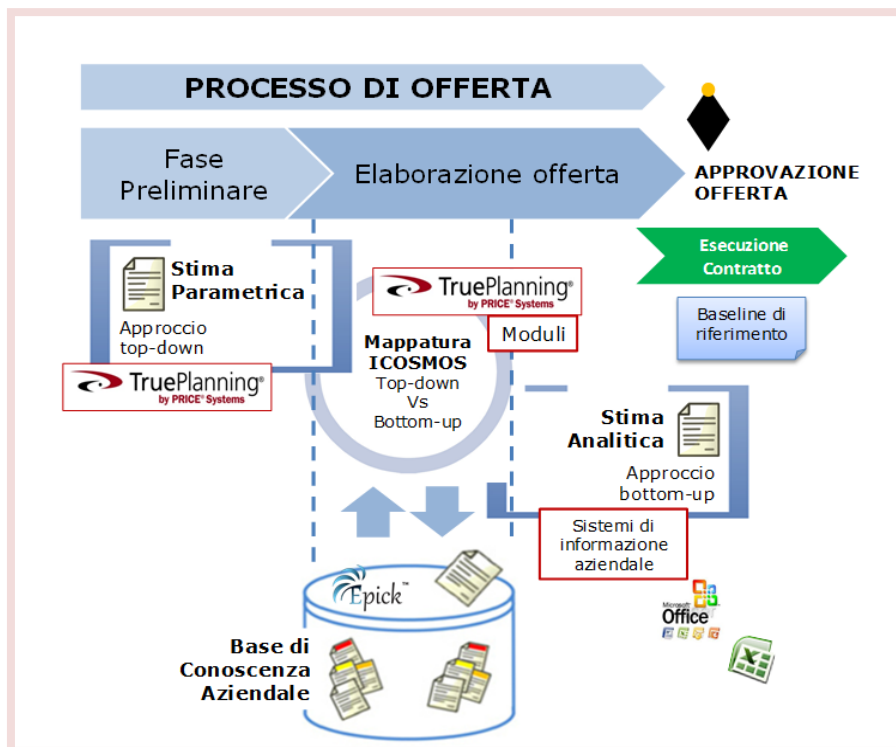 PROCESSO DI OFFERTA
Fase
Preliminare
Elaborazione offerta
APPROVAZIONE
OFFERTA
Esecuzione
Contratto
Baseline di
riferimento
Stima
Parametrica
Approccio
top-down
TruePlanning®
by PRICE® Systems
TruePlanning®
by PRICE® Systems
Moduli
Mappatura
ICOSMOS
Top-down
Vs
Bottom-up
Stima
Analitica
Approccio
bottom-up
Sistemi di
informazione
aziendale
Epick™
Base di
Conoscenza
Aziendale
Microsoft
Office